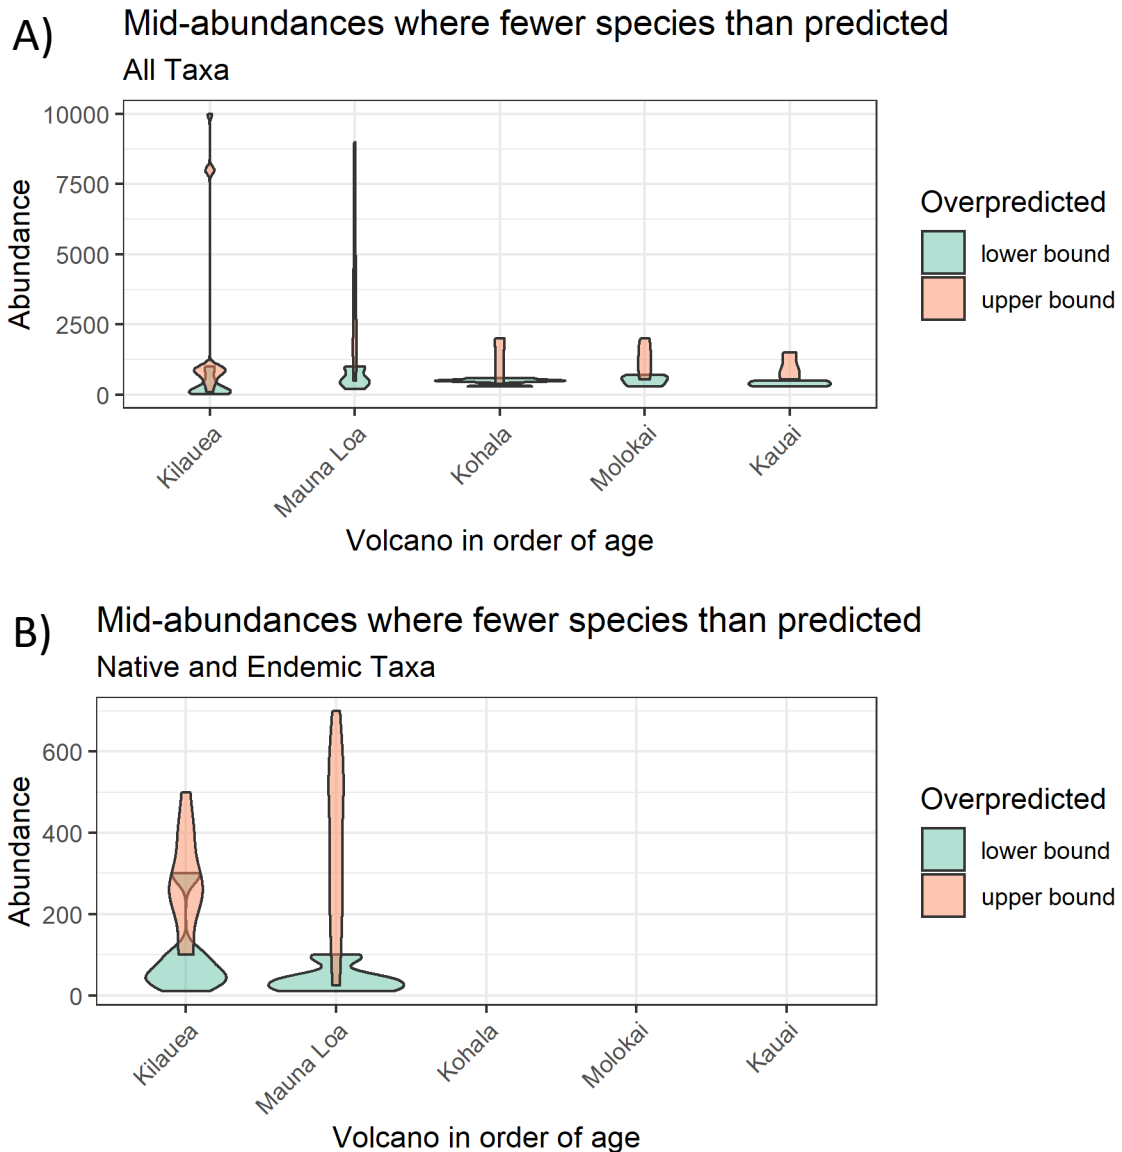 A)
Mid-abundances where fewer species than predicted
All Taxa
10000
7500
5000
2500
0
Abundance
Kilauea
Mauna Loa
Kohala
Molokai
Kauai
Volcano in order of age
Overpredicted
lower bound
upper bound
B)
Mid-abundances where fewer species than predicted
Native and Endemic Taxa
600
400
200
0
Abundance
Kilauea
Mauna Loa
Kohala
Molokai
Kauai
Volcano in order of age
Overpredicted
lower bound
upper bound